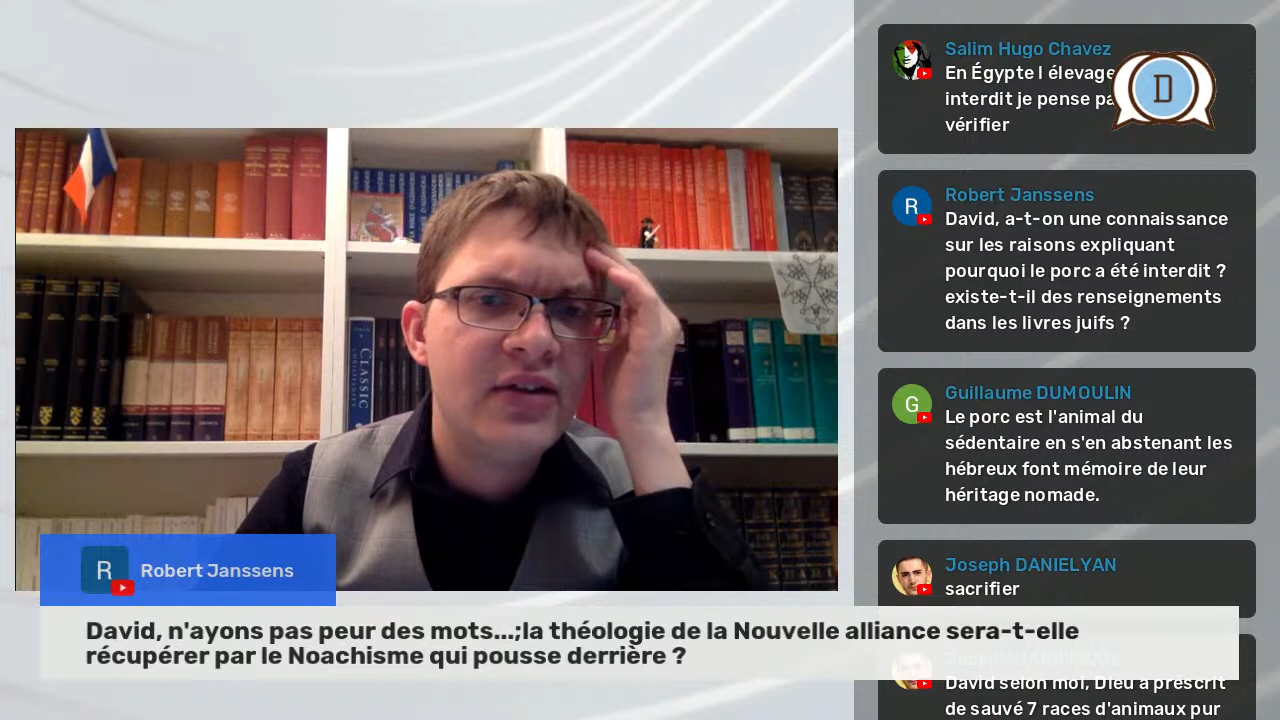 Salim Hugo Chavez
En Égypte l élevage
interdit je pense pa
vérifier
D
Robert Janssens
David, a-t-on une connaissance
sur les raisons expliquant
pourquoi le porc a été interdit ?
existe-t-il des renseignements
dans les livres juifs ?
Guillaume DUMOULIN
Le porc est l'animal du
sédentaire en s'en abstenant les
hébreux font mémoire de leur
héritage nomade.
Joseph DANIELYAN
sacrifier
David selon moi, Dieu a prescrit
de sauvé 7 races d'animaux pur
CLASSIC
CHRISTIANITY
R
Robert Janssens
David, n'ayons pas peur des mots...;la théologie de la Nouvelle alliance sera-t-elle
récupérer par le Noachisme qui pousse derrière ?